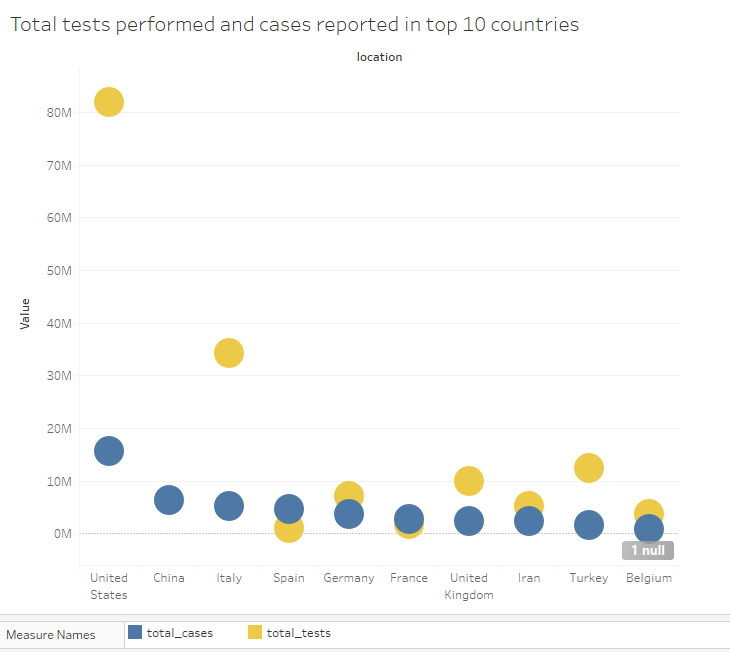 Total tests performed and cases reported in top 10 countries
location
Value
80M
70M
60M
50M
40M
30M
20M
10M
0M
1 null
United States
China
Italy
Spain
Germany
France
United Kingdom
Iran
Turkey
Belgium
Measure Names
total_cases
total_tests